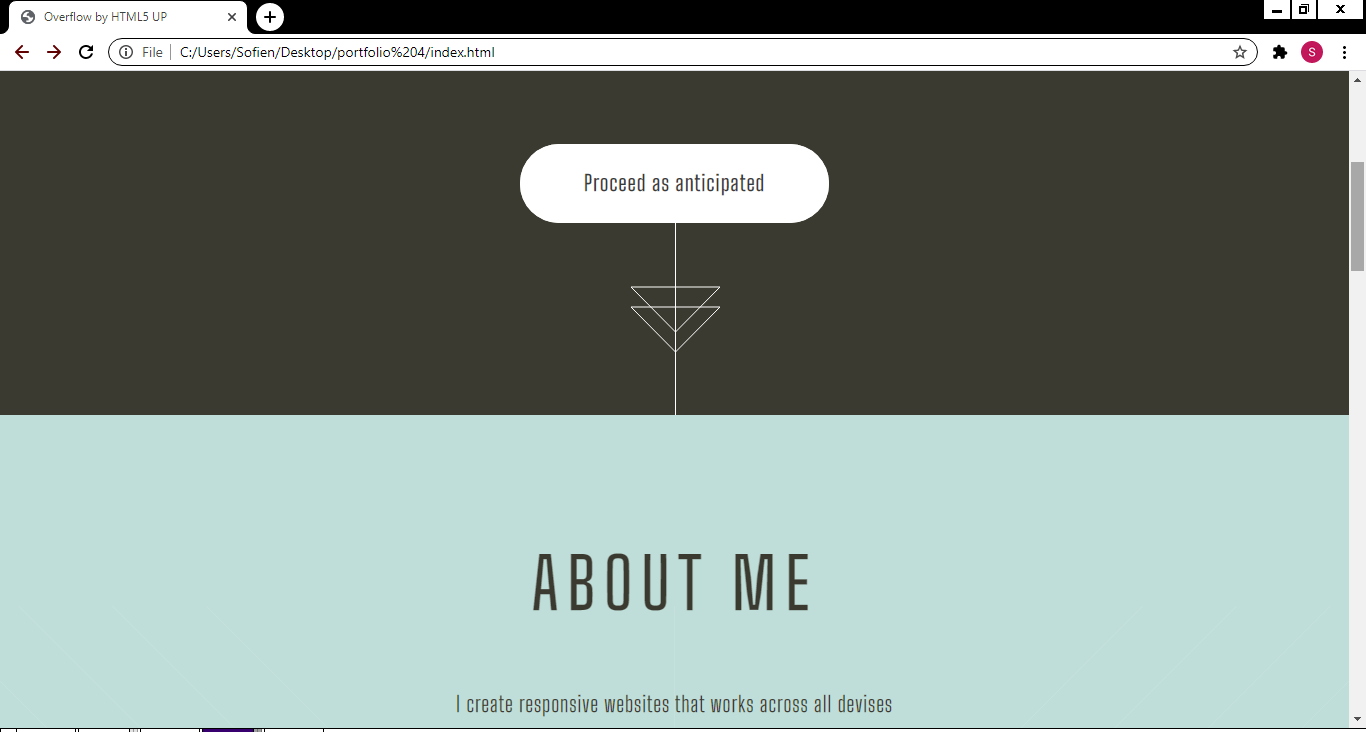 Overflow by HTML5 UP
File
C:/Users/Sofien/Desktop/portfolio%204/index.html
S
Proceed as anticipated
ABOUT ME
I create responsive websites that works across all devises